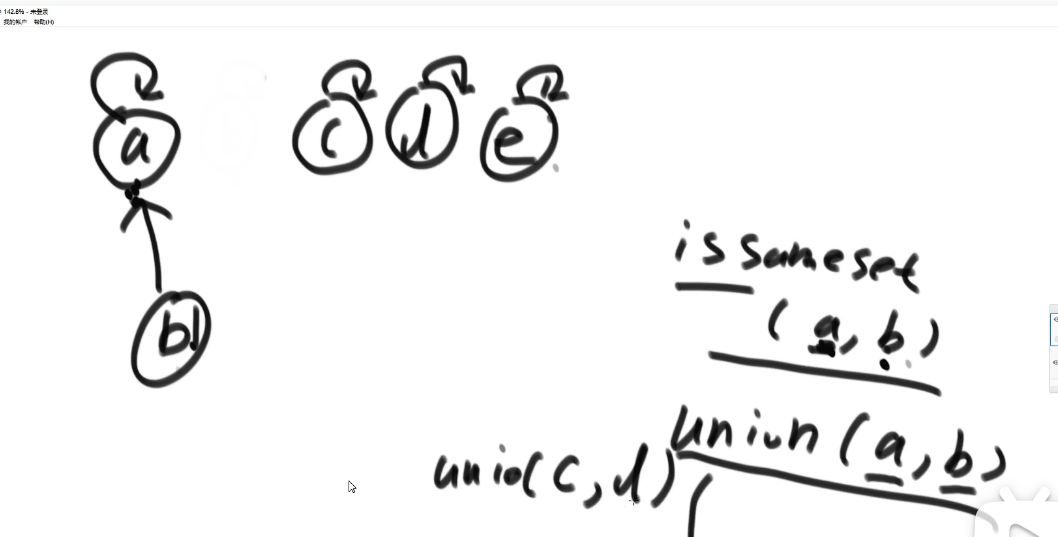 142.8% - 未登录
我的帐户 帮助(H)
a
c
d
e
b
issameset
(a, b)
union(a, b)
unio(c, d)